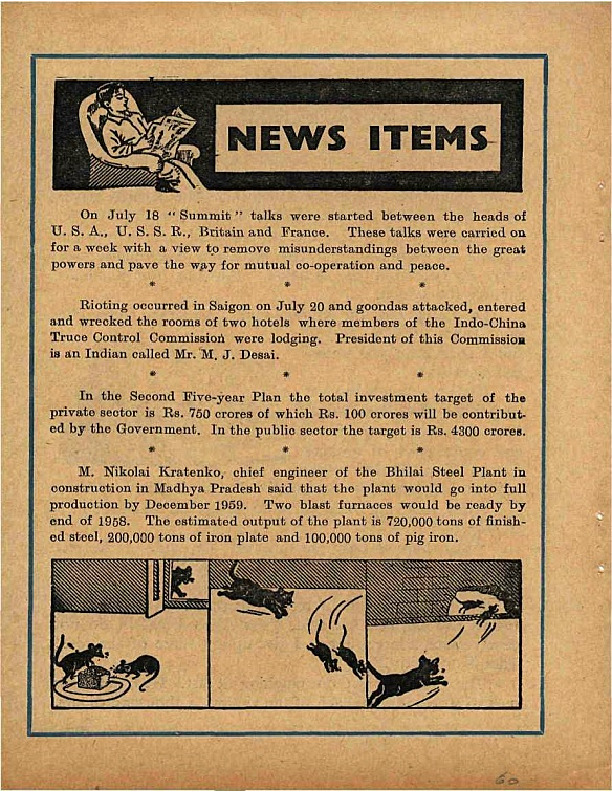 NEWS ITEMS
On July 18 “Summit” talks were started between the heads of
U. S. A., U. S. S. R., Britain and France. These talks were carried on
for a week with a view to remove misunderstandings between the great
powers and pave the way for mutual co-operation and peace.
* * *
Rioting occurred in Saigon on July 20 and goondas attacked, entered
and wrecked the rooms of two hotels where members of the Indo-China
Truce Control Commission were lodging. President of this Commission
is an Indian called Mr. M. J. Desai.
* * *
In the Second Five-year Plan the total investment target of the
private sector is Rs. 750 crores of which Rs. 100 crores will be contribut-
ed by the Government. In the public sector the target is Rs. 4300 crores.
* * *
M. Nikolai Kratenko, chief engineer of the Bhilai Steel Plant in
construction in Madhya Pradesh said that the plant would go into full
production by December 1959. Two blast furnaces would be ready by
end of 1958. The estimated output of the plant is 720,000 tons of finish-
ed steel, 200,000 tons of iron plate and 100,000 tons of pig iron.
60